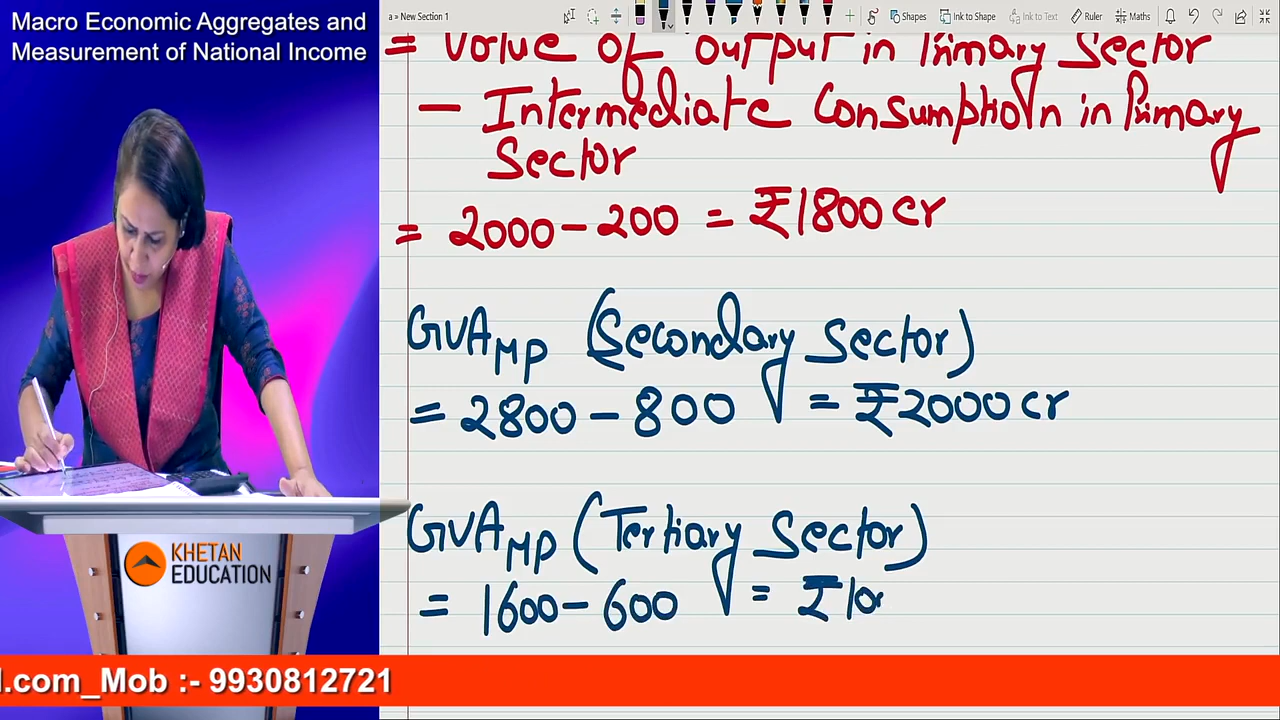 Macro Economic Aggregates and
Measurement of National Income
a > New Section 1
Shapes
Ink to Shape
Ink to Text
Ruler
Maths
= Value of output in Primary Sector
- Intermediate Consumption in Primary
Sector
= 2000 - 200 = ₹1800 cr
GVAMP (Secondary Sector)
= 2800 - 800 = ₹2000 cr
GVAMP (Tertiary Sector)
= 1600 - 600 = ₹100
KHETAN
EDUCATION
l.com_Mob :- 9930812721